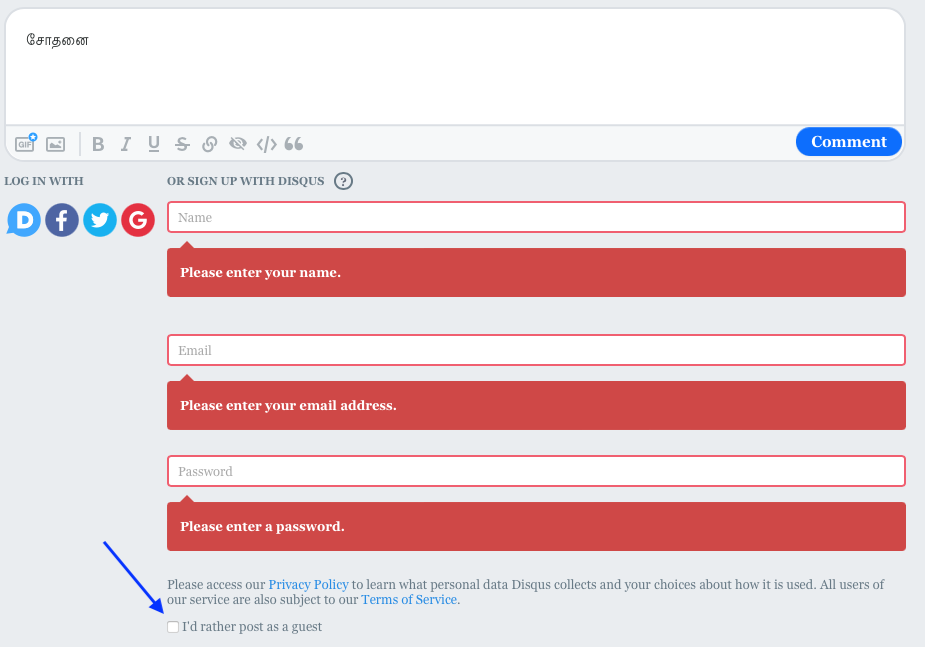 சோதனை
GIF
B I U S </>
Comment
LOG IN WITH
OR SIGN UP WITH DISQUS ?
D f G
Name
Please enter your name.
Email
Please enter your email address.
Password
Please enter a password.
Please access our Privacy Policy to learn what personal data Disqus collects and your choices about how it is used. All users of
our service are also subject to our Terms of Service.
I'd rather post as a guest